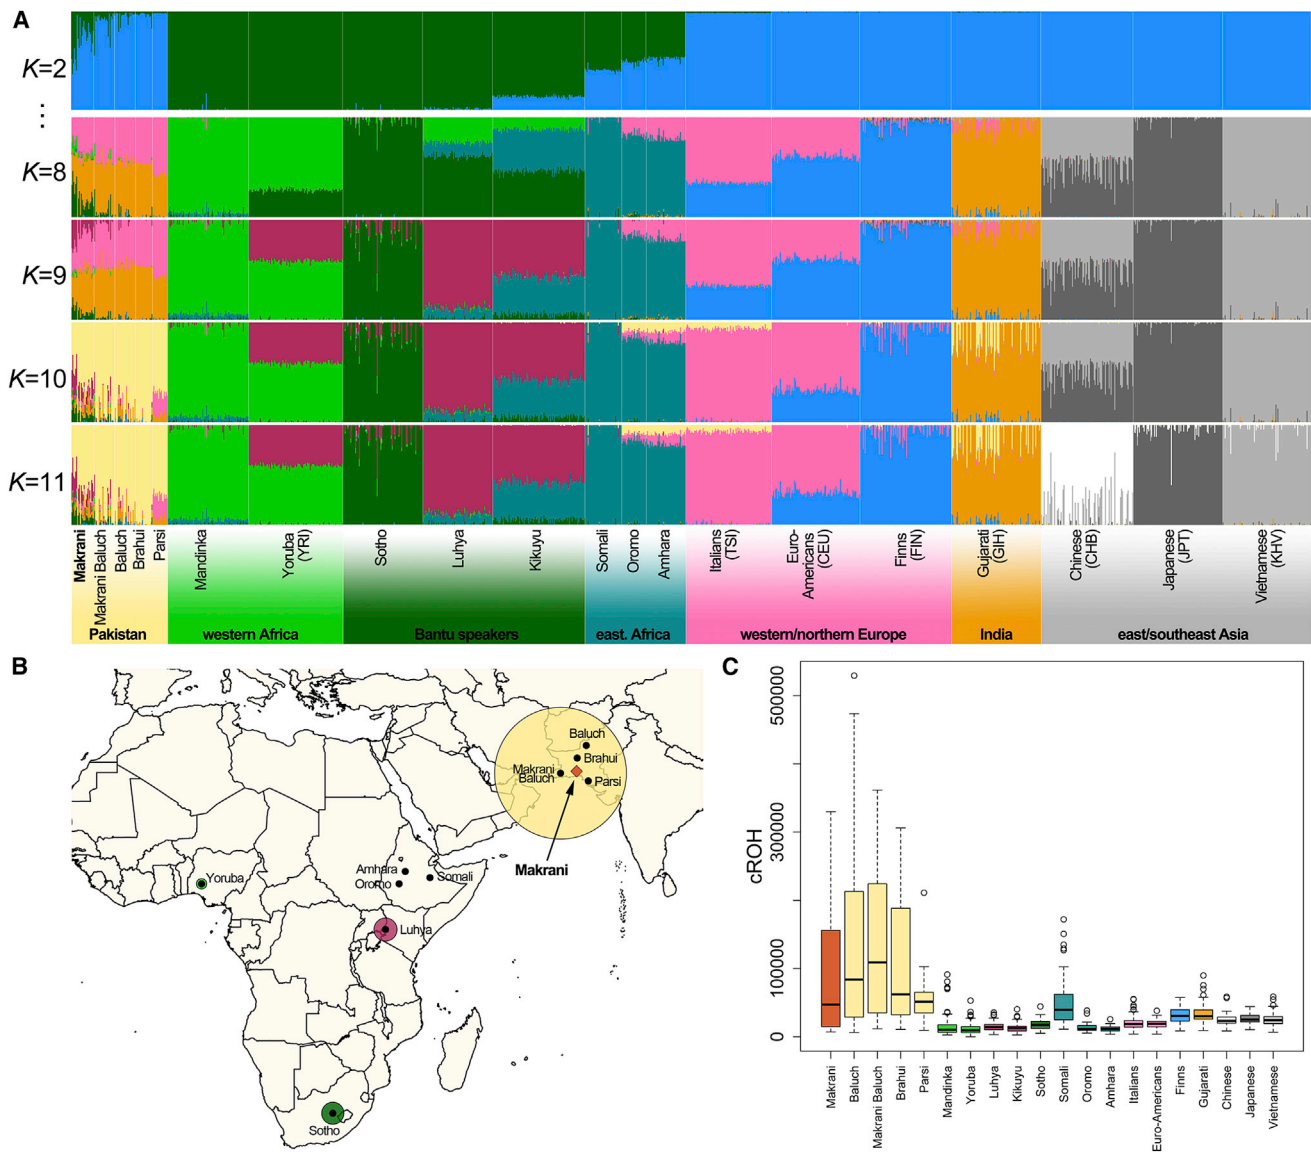 A
K=2
K=8
K=9
K=10
K=11
Makrani
Makrani Baluch
Baluch
Brahui
Parsi
Mandinka
Yoruba
(YRI)
Sotho
Luhya
Kikuyu
Somali
Oromo
Amhara
Italians
(TSI)
Euro-
Americans
(CEU)
Finns
(FIN)
Gujarati
(GIH)
Chinese
(CHB)
Japanese
(JPT)
Vietnamese
(KHV)
Pakistan
western Africa
Bantu speakers
east. Africa
western/northern Europe
India
east/southeast Asia
B
Baluch
Brahui
Makrani
Baluch
Parsi
Makrani
Yoruba
Amhara
Oromo
Somali
Luhya
Sotho
C
cROH
500000
300000
100000
0
Makrani
Baluch
Makrani Baluch
Brahui
Parsi
Mandinka
Yoruba
Luhya
Kikuyu
Sotho
Somali
Oromo
Amhara
Italians
Euro-Americans
Finns
Gujarati
Chinese
Japanese
Vietnamese